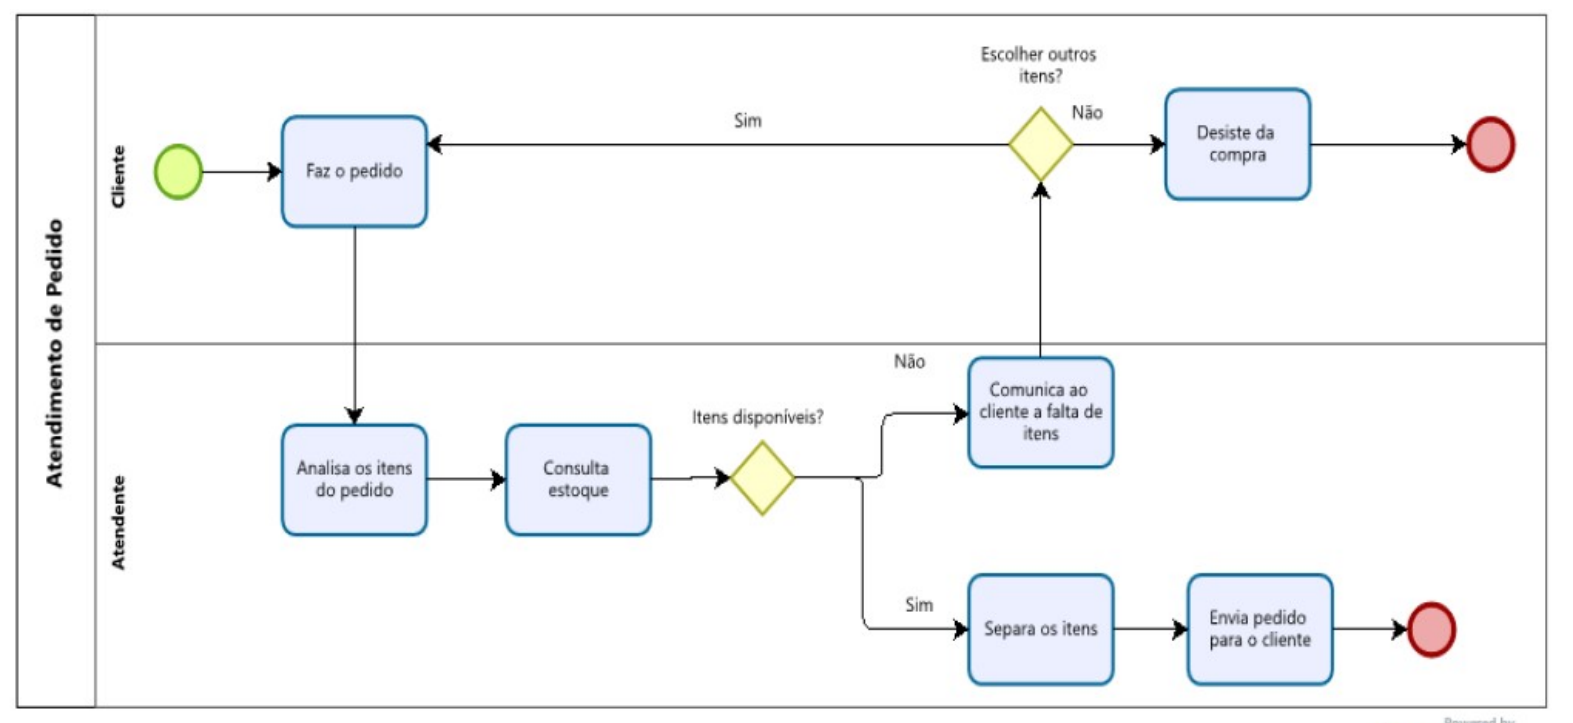 Atendimento de Pedido
Cliente
Faz o pedido
Sim
Escolher outros
itens?
Não
Desiste da
compra
Atendente
Analisa os itens
do pedido
Consulta
estoque
Itens disponíveis?
Não
Comunica ao
cliente a falta de
itens
Sim
Separa os itens
Envia pedido
para o cliente
Powered by